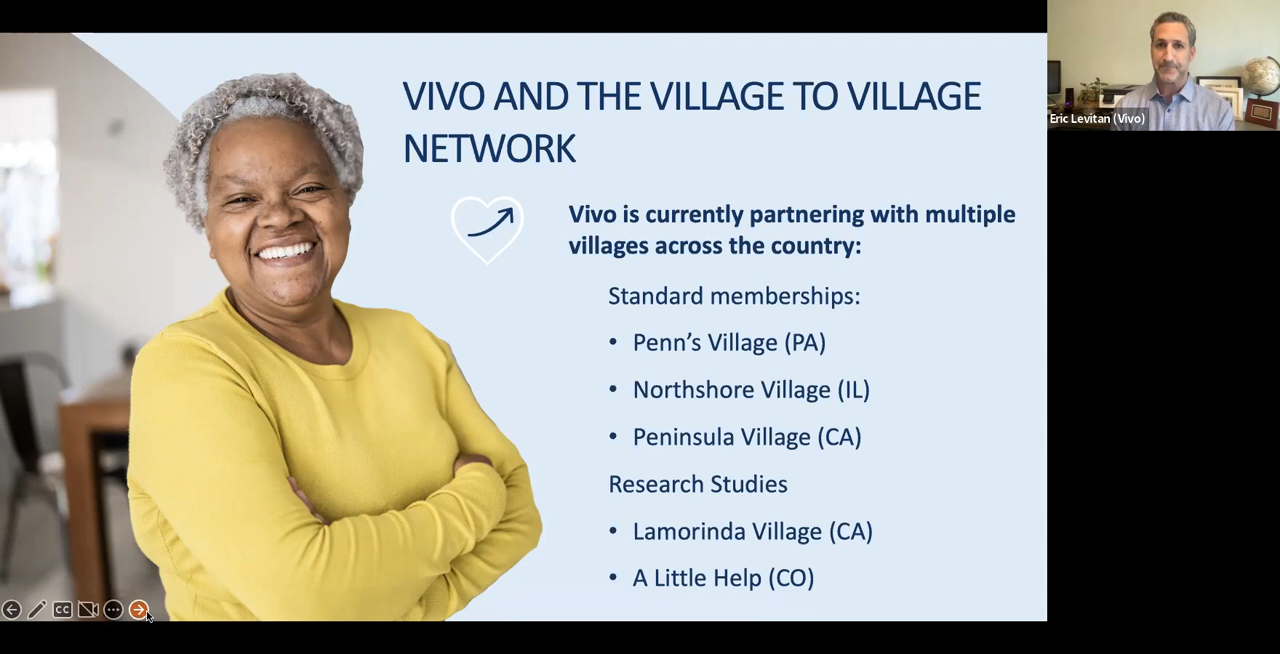 VIVO AND THE VILLAGE TO VILLAGE
NETWORK
Vivo is currently partnering with multiple
villages across the country:
Standard memberships:
• Penn’s Village (PA)
• Northshore Village (IL)
• Peninsula Village (CA)
Research Studies
• Lamorinda Village (CA)
• A Little Help (CO)
Eric Levitan (Vivo)
CC